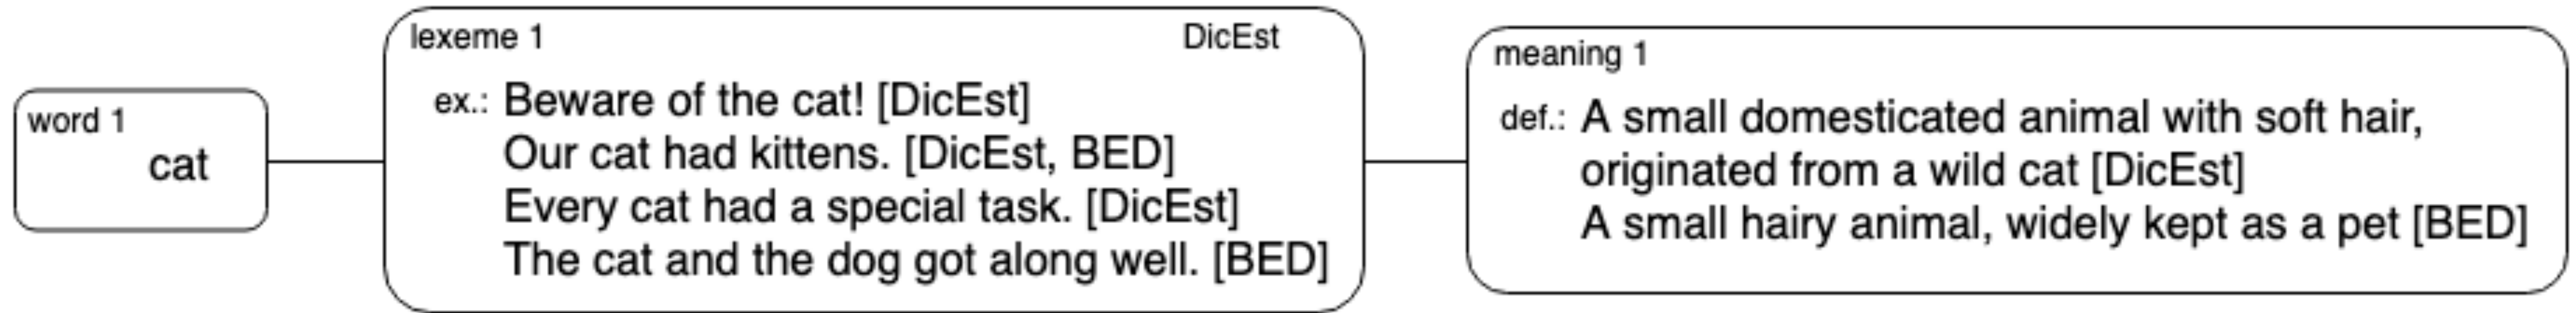 word 1
cat
lexeme 1 DicEst
ex.: Beware of the cat! [DicEst]
Our cat had kittens. [DicEst, BED]
Every cat had a special task. [DicEst]
The cat and the dog got along well. [BED]
meaning 1
def.: A small domesticated animal with soft hair,
originated from a wild cat [DicEst]
A small hairy animal, widely kept as a pet [BED]